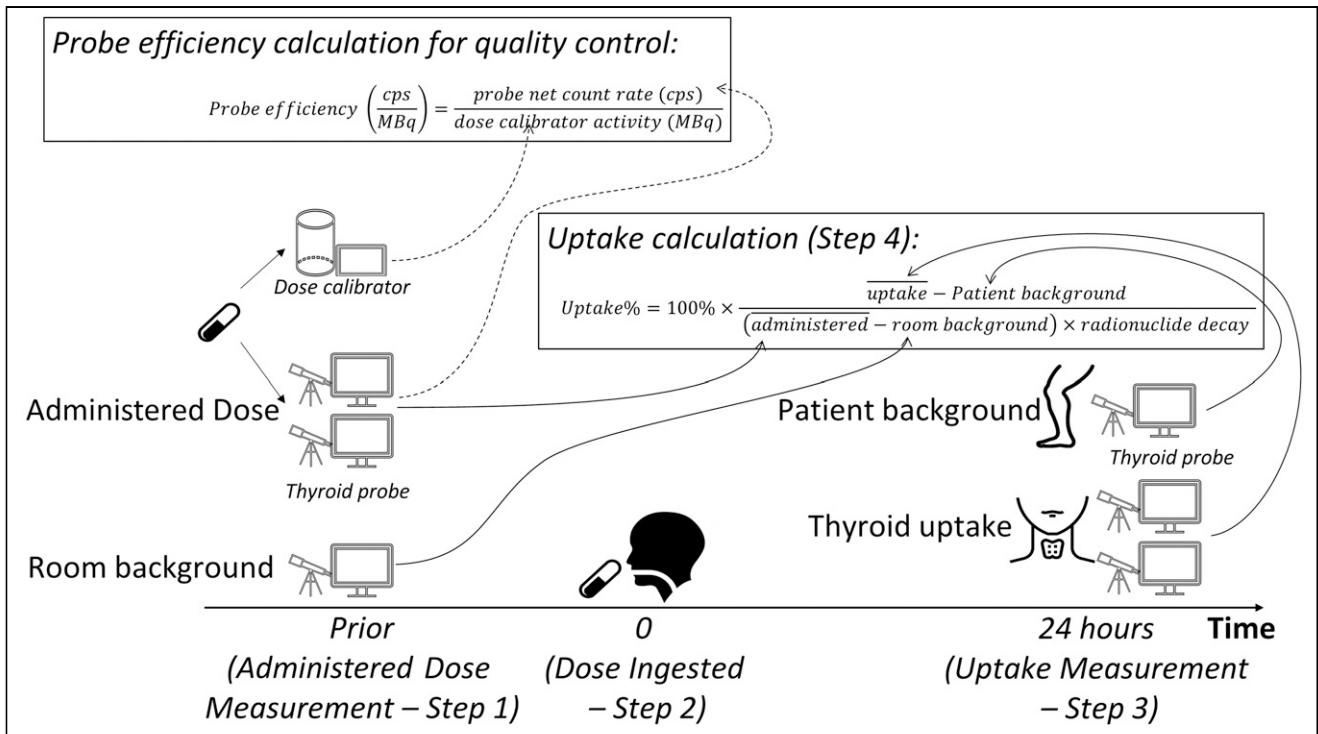 Probe efficiency calculation for quality control:
Probe efficiency (cps/MBq) = probe net count rate (cps)/dose calibrator activity (MBq)
Dose calibrator
Uptake calculation (Step 4):
Uptake% = 100% × (\overline{uptake} − Patient background)/((\overline{administered} − room background) × radionuclide decay)
Administered Dose
Thyroid probe
Patient background
Thyroid probe
Thyroid uptake
Room background
Prior
(Administered Dose
Measurement – Step 1)
0
(Dose Ingested
– Step 2)
24 hours
(Uptake Measurement
– Step 3)
Time